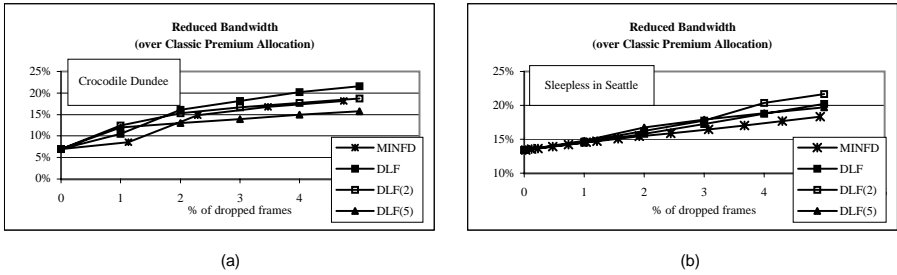 Reduced Bandwidth
(over Classic Premium Allocation)
Crocodile Dundee
25%
20%
15%
10%
5%
0%
0 1 2 3 4
% of dropped frames
MINFD
DLF
DLF(2)
DLF(5)
(a)
Reduced Bandwidth
(over Classic Premium Allocation)
Sleepless in Seattle
25%
20%
15%
10%
0 1 2 3 4
% of dropped frames
MINFD
DLF
DLF(2)
DLF(5)
(b)